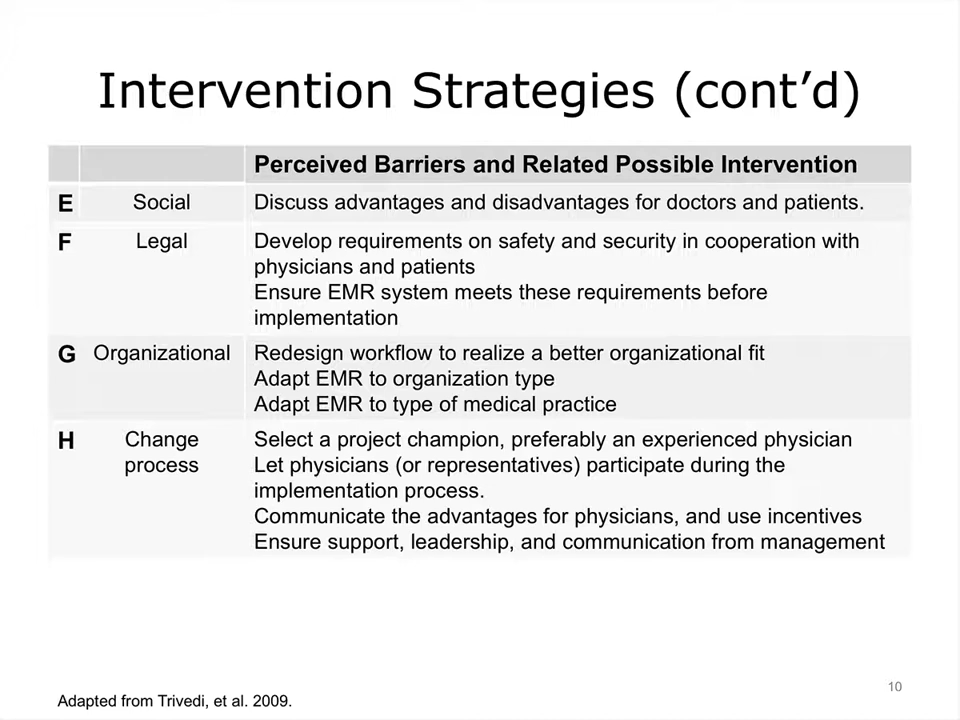 Intervention Strategies (cont’d)
Perceived Barriers and Related Possible Intervention
E Social Discuss advantages and disadvantages for doctors and patients.
F Legal Develop requirements on safety and security in cooperation with
physicians and patients
Ensure EMR system meets these requirements before
implementation
G Organizational Redesign workflow to realize a better organizational fit
Adapt EMR to organization type
Adapt EMR to type of medical practice
H Change Select a project champion, preferably an experienced physician
process Let physicians (or representatives) participate during the
implementation process.
Communicate the advantages for physicians, and use incentives
Ensure support, leadership, and communication from management
10
Adapted from Trivedi, et al. 2009.